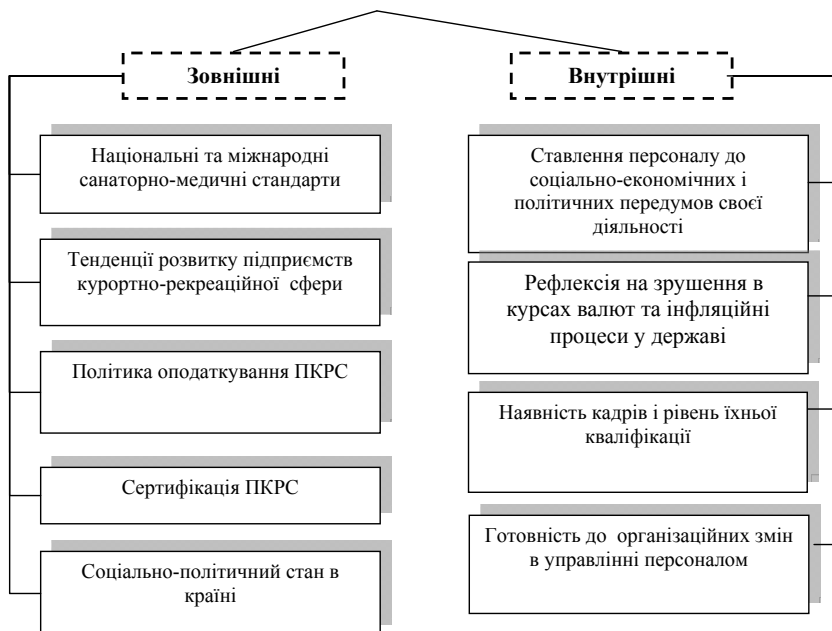 Зовнішні
Національні та міжнародні
санаторно-медичні стандарти
Тенденції розвитку підприємств
курортно-рекреаційної сфери
Політика оподаткування ПКРС
Сертифікація ПКРС
Соціально-політичний стан в
країні
Внутрішні
Ставлення персоналу до
соціально-економічних і
політичних передумов своєї
діяльності
Рефлексія на зрушення в
курсах валют та інфляційні
процеси у державі
Наявність кадрів і рівень їхньої
кваліфікації
Готовність до організаційних змін
в управлінні персоналом